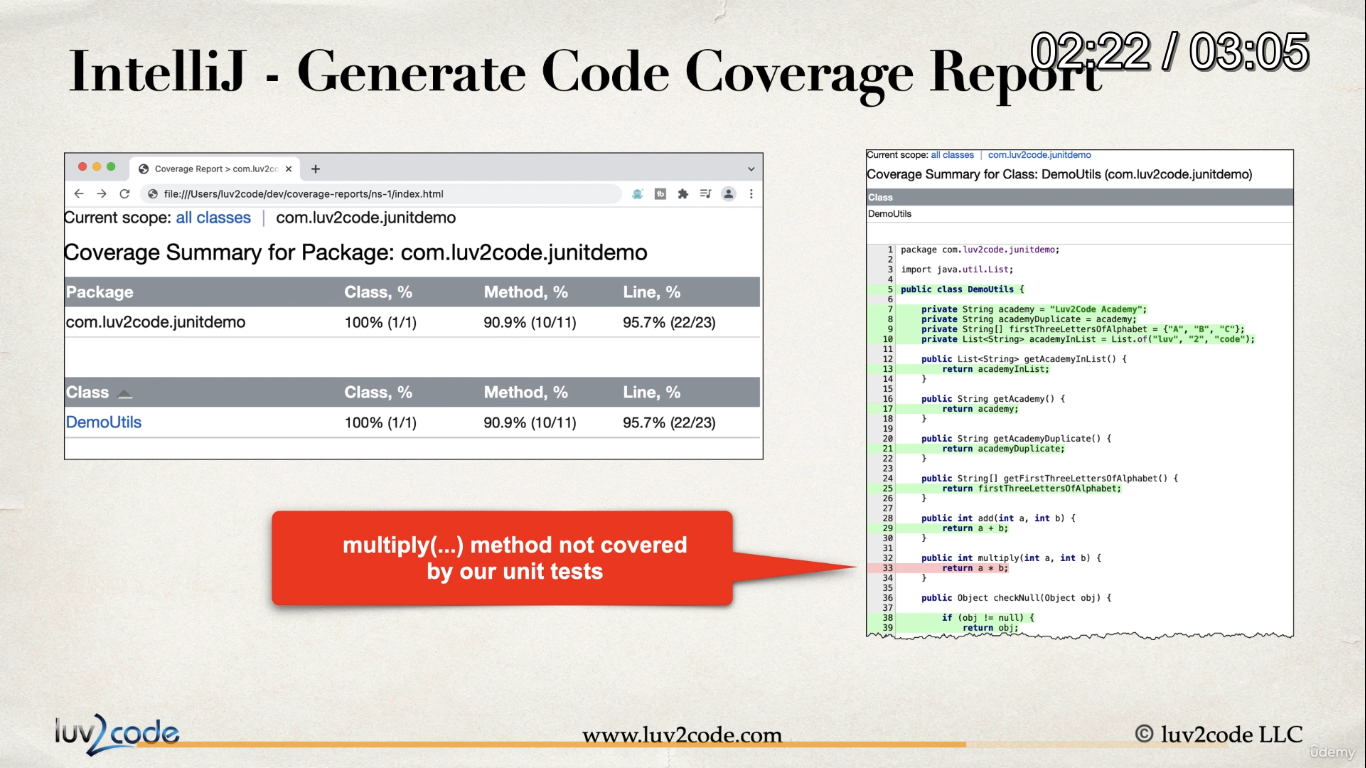 IntelliJ - Generate Code Coverage Report
02:22 / 03:05
Coverage Report > com.luv2co
file:///Users/luv2code/dev/coverage-reports/ns-1/index.html
Current scope: all classes | com.luv2code.junitdemo
Coverage Summary for Package: com.luv2code.junitdemo
Package Class, % Method, % Line, %
com.luv2code.junitdemo 100% (1/1) 90.9% (10/11) 95.7% (22/23)
Class Class, % Method, % Line, %
DemoUtils 100% (1/1) 90.9% (10/11) 95.7% (22/23)
multiply(...) method not covered
by our unit tests
Current scope: all classes | com.luv2code.junitdemo
Coverage Summary for Class: DemoUtils (com.luv2code.junitdemo)
Class
DemoUtils
1 package com.luv2code.junitdemo;
2
3 import java.util.List;
4
5 public class DemoUtils {
6
7 private String academy = "Luv2Code Academy";
8 private String academyDuplicate = academy;
9 private String[] firstThreeLettersOfAlphabet = {"A", "B", "C"};
10 private List<String> academyInList = List.of("luv", "2", "code");
11
12 public List<String> getAcademyInList() {
13 return academyInList;
14 }
15
16 public String getAcademy() {
17 return academy;
18 }
19
20 public String getAcademyDuplicate() {
21 return academyDuplicate;
22 }
23
24 public String[] getFirstThreeLettersOfAlphabet() {
25 return firstThreeLettersOfAlphabet;
26 }
27
28 public int add(int a, int b) {
29 return a + b;
30 }
31
32 public int multiply(int a, int b) {
33 return a * b;
34 }
35
36 public Object checkNull(Object obj) {
37
38 if (obj != null) {
39 return obj;
luv2code
www.luv2code.com
© luv2code LLC
ûdemy